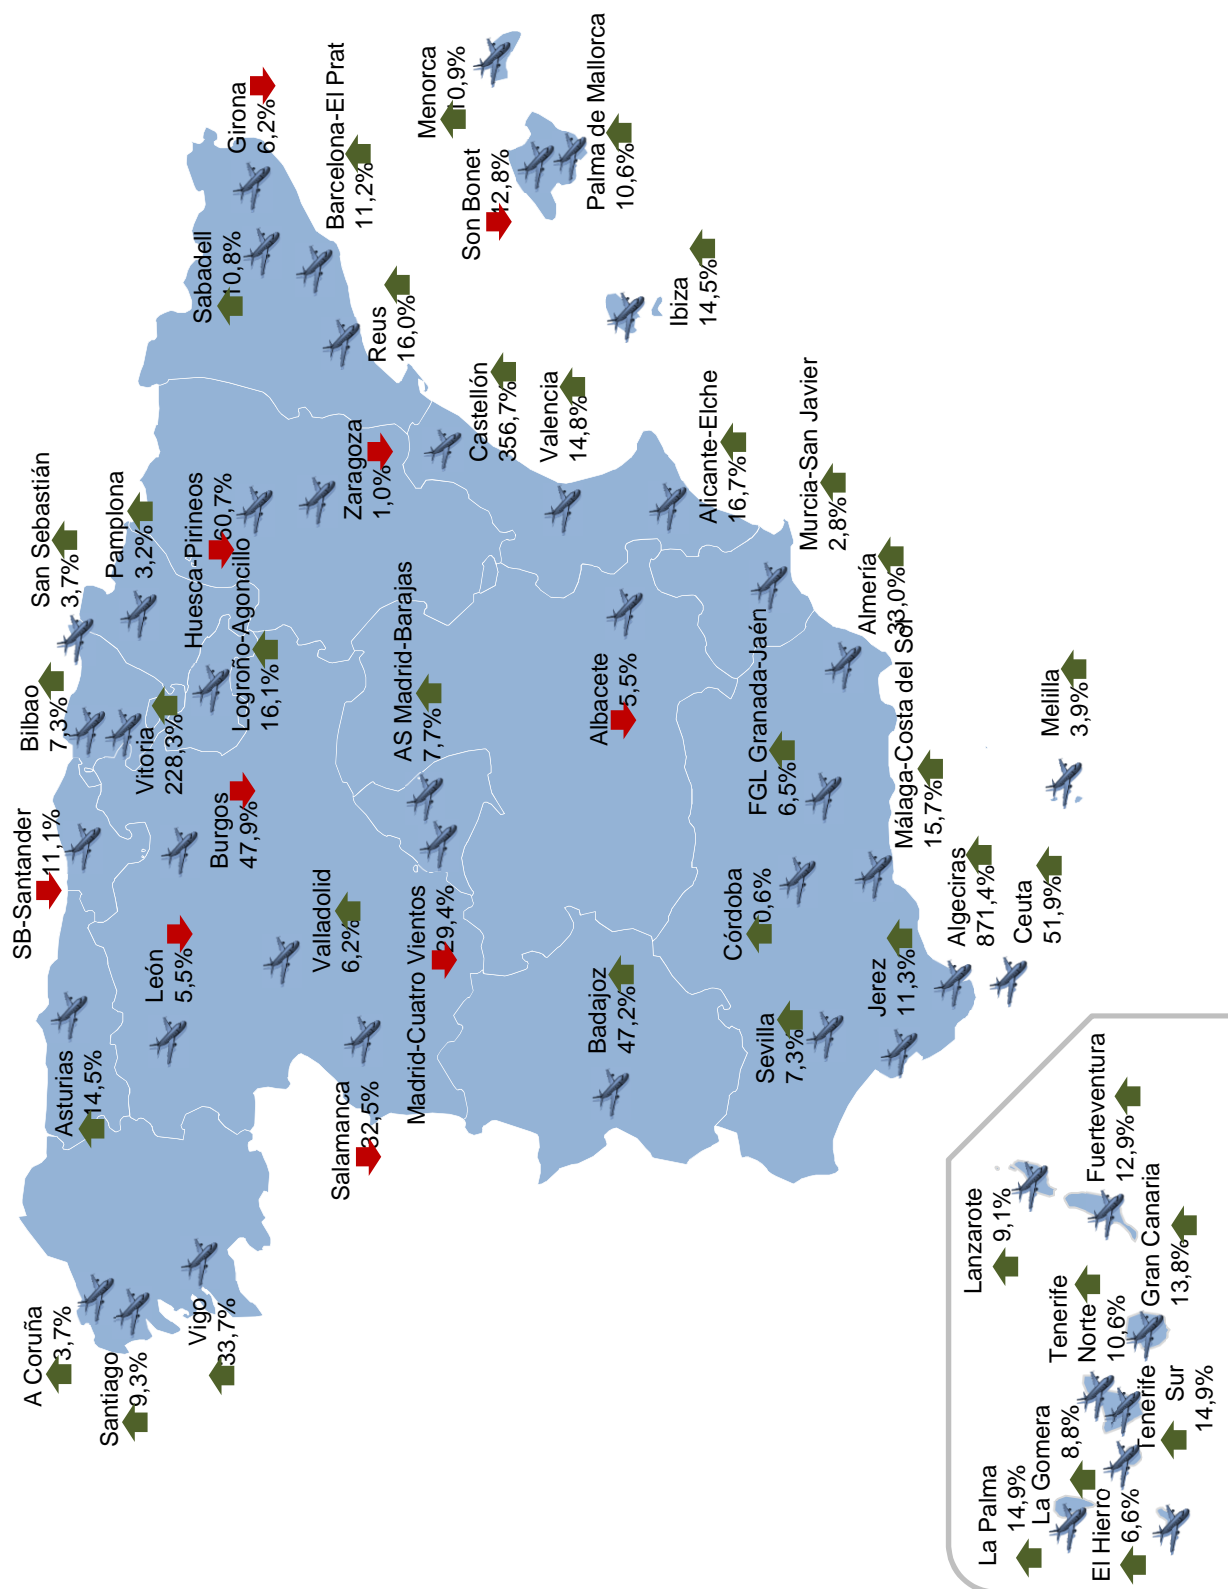 A Coruña
3,7%
Santiago
9,3%
Vigo
33,7%
Asturias
14,5%
SB-Santander
11,1%
Bilbao
7,3%
San Sebastián
3,7%
Pamplona
3,2%
Vitoria
228,3%
León
5,5%
Burgos
47,9%
Huesca-Pirineos
60,7%
Logroño-Agoncillo
16,1%
Sabadell
10,8%
Girona
6,2%
Barcelona-El Prat
11,2%
Reus
16,0%
Zaragoza
1,0%
Valladolid
6,2%
Salamanca
32,5%
Madrid-Cuatro Vientos
29,4%
AS Madrid-Barajas
7,7%
Menorca
10,9%
Son Bonet
42,8%
Palma de Mallorca
10,6%
Ibiza
14,5%
Castellón
356,7%
Valencia
14,8%
Alicante-Elche
16,7%
Murcia-San Javier
2,8%
Albacete
5,5%
Badajoz
47,2%
Córdoba
0,6%
Sevilla
7,3%
FGL Granada-Jaén
6,5%
Almería
33,0%
Málaga-Costa del Sol
15,7%
Jerez
11,3%
Algeciras
871,4%
Ceuta
51,9%
Melilla
3,9%
La Palma
14,9%
La Gomera
8,8%
El Hierro
6,6%
Tenerife
Norte
10,6%
Tenerife
Sur
14,9%
Lanzarote
9,1%
Fuerteventura
12,9%
Gran Canaria
13,8%